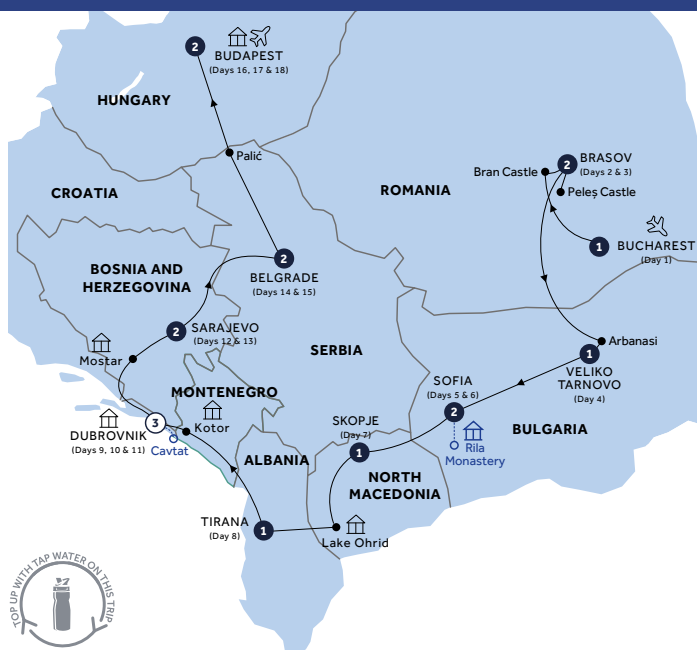 2
BUDAPEST
(Days 16, 17 & 18)
HUNGARY
Palić
CROATIA
ROMANIA
Bran Castle
2
BRASOV
(Days 2 & 3)
Peleș Castle
1
BUCHAREST
(Day 1)
BOSNIA AND
HERZEGOVINA
2
BELGRADE
(Days 14 & 15)
2
SARAJEVO
(Days 12 & 13)
Mostar
SERBIA
Arbanasi
1
VELIKO
TARNOVO
(Day 4)
MONTENEGRO
Kotor
3
DUBROVNIK
(Days 9, 10 & 11)
Cavtat
SOFIA
(Days 5 & 6)
2
Rila
Monastery
BULGARIA
SKOPJE
(Day 7)
1
ALBANIA
NORTH
MACEDONIA
TIRANA
(Day 8)
1
Lake Ohrid
TOP UP WITH TAP WATER ON THIS TRIP